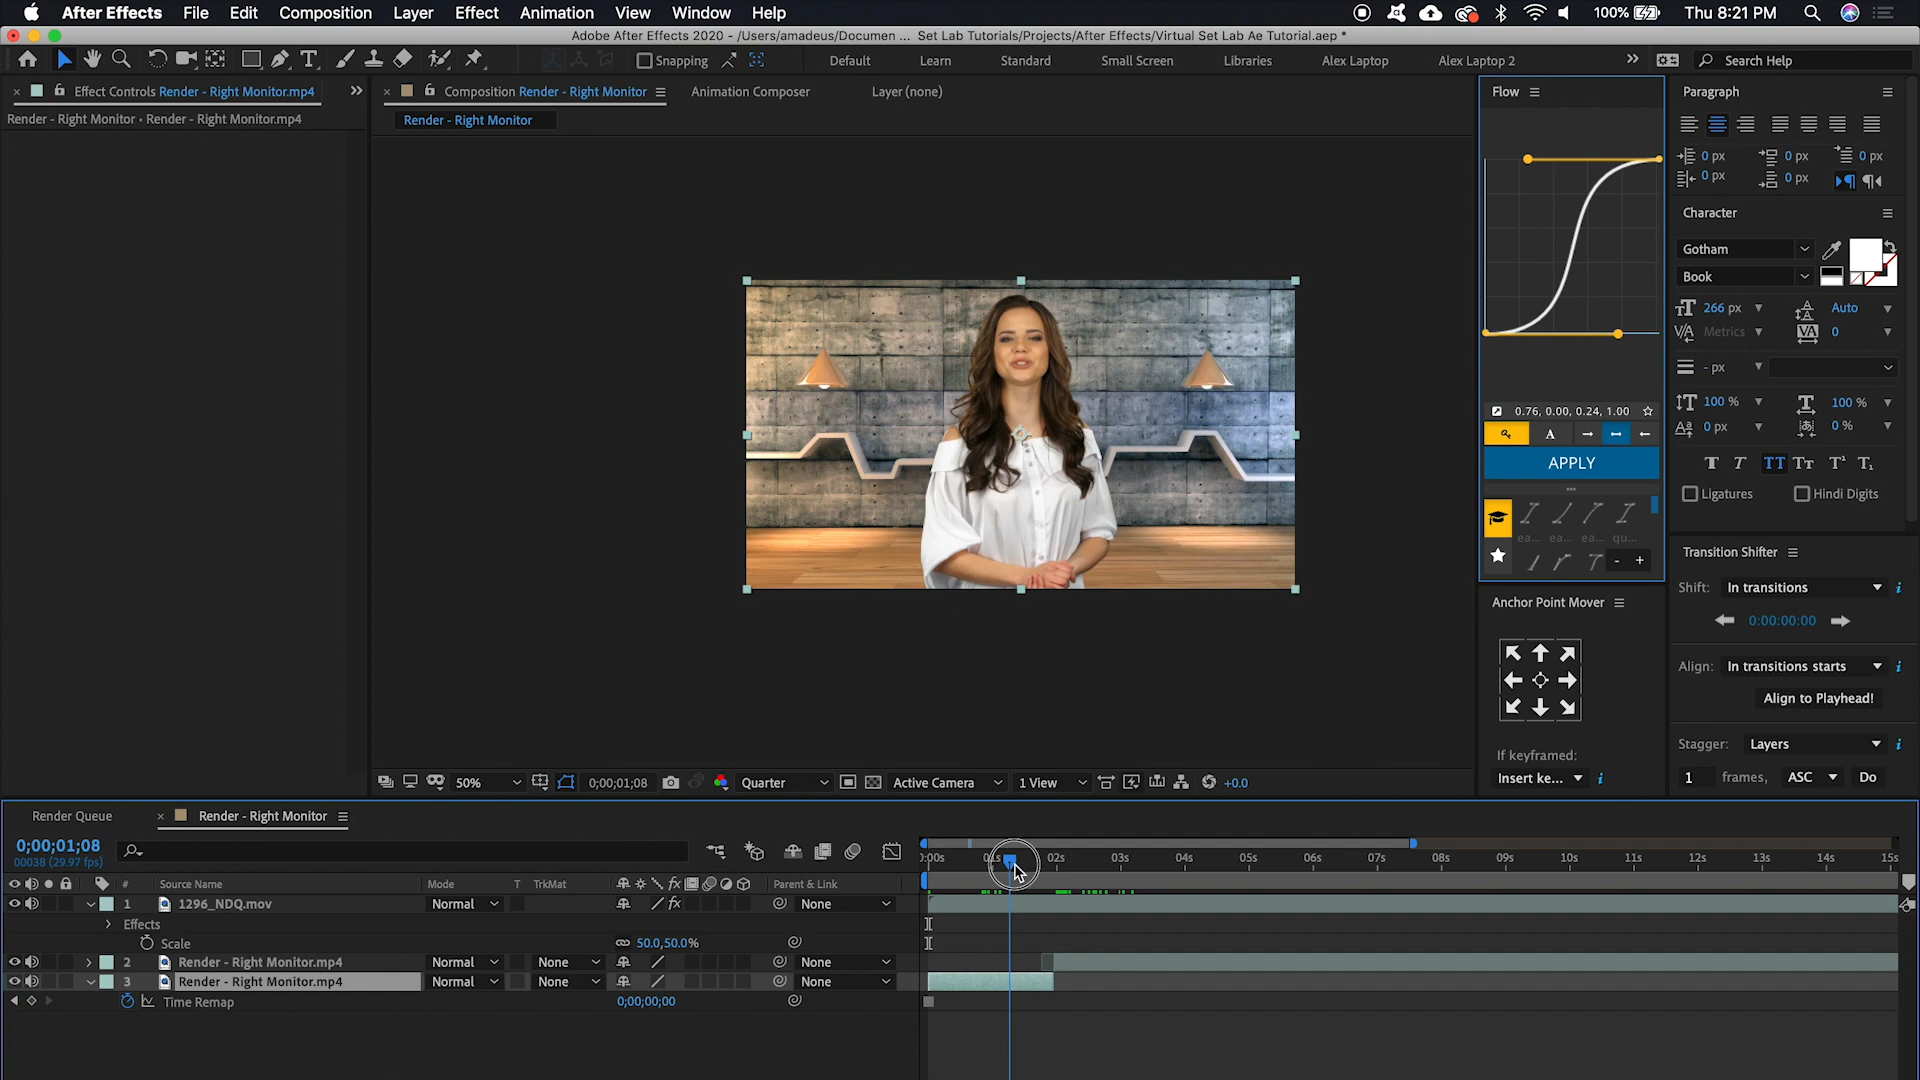 After Effects File Edit Composition Layer Effect Animation View Window Help 100% Thu 8:21 PM
Adobe After Effects 2020 - /Users/amadeus/Documen ... Set Lab Tutorials/Projects/After Effects/Virtual Set Lab Ae Tutorial.aep *
Snapping Default Learn Standard Small Screen Libraries Alex Laptop Alex Laptop 2 Search Help
Effect Controls Render - Right Monitor.mp4
Composition Render - Right Monitor Animation Composer Layer (none)
Render - Right Monitor • Render - Right Monitor.mp4
Render - Right Monitor
Flow
0.76, 0.00, 0.24, 1.00
A
APPLY
ea... ea... ea... qu...
- +
Anchor Point Mover
If keyframed:
Insert ke...
Paragraph
0 px 0 px 0 px
0 px 0 px
Character
Gotham
Book
266 px Auto
Metrics 0
- px
100 % 100 %
0 px 0 %
T T TT Tт T¹ T₁
Ligatures Hindi Digits
Transition Shifter
Shift: In transitions
0:00:00:00
Align: In transitions starts
Align to Playhead!
Stagger: Layers
1 frames, ASC Do
50% 0;00;01;08 Quarter Active Camera 1 View +0.0
Render Queue Render - Right Monitor
0;00;01;08
00038 (29.97 fps)
0:00s 01s 02s 03s 04s 05s 06s 07s 08s 09s 10s 11s 12s 13s 14s 15s
# Source Name Mode T TrkMat Parent & Link
1 1296_NDQ.mov Normal None
Effects
Scale 50.0,50.0%
2 Render - Right Monitor.mp4 Normal None None
3 Render - Right Monitor.mp4 Normal None None
Time Remap 0;00;00;00